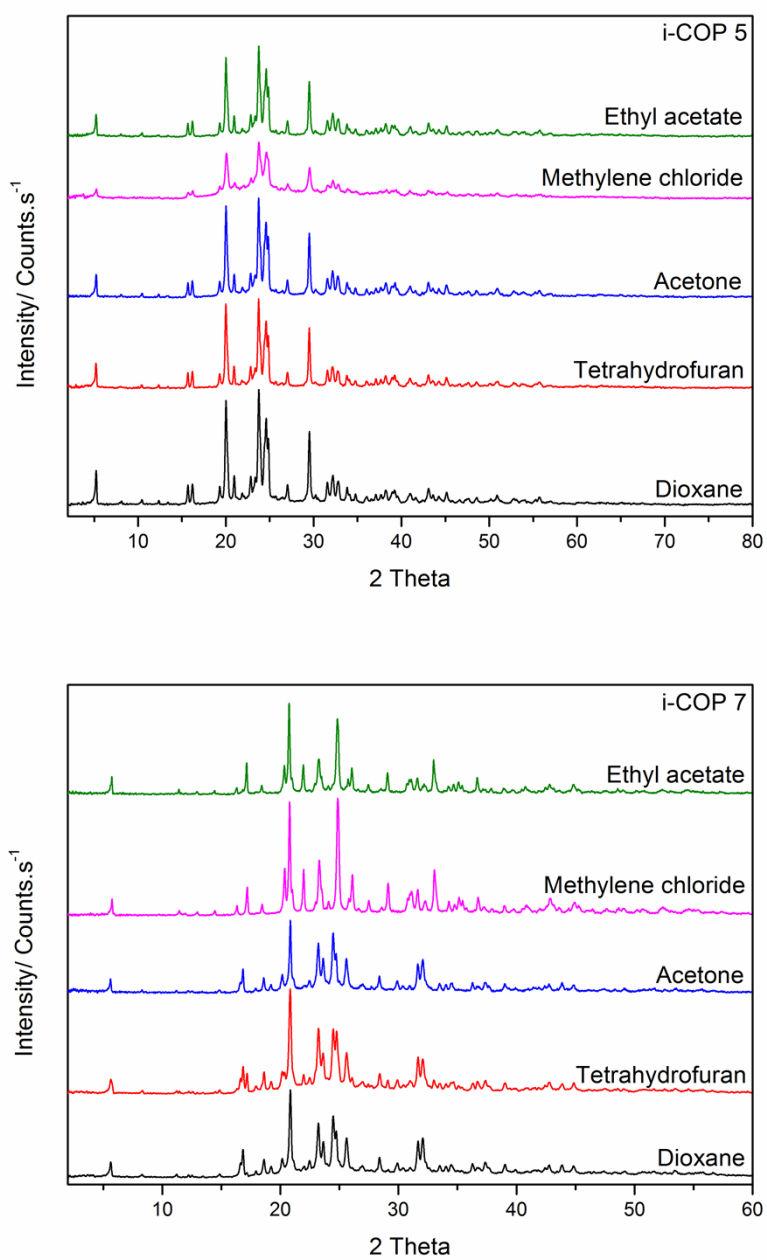 i-COP 5
Ethyl acetate
Methylene chloride
Acetone
Tetrahydrofuran
Dioxane
Intensity/ Counts.s⁻¹
10 20 30 40 50 60 70 80
2 Theta
i-COP 7
Ethyl acetate
Methylene chloride
Acetone
Tetrahydrofuran
Dioxane
Intensity/ Counts.s⁻¹
10 20 30 40 50 60
2 Theta